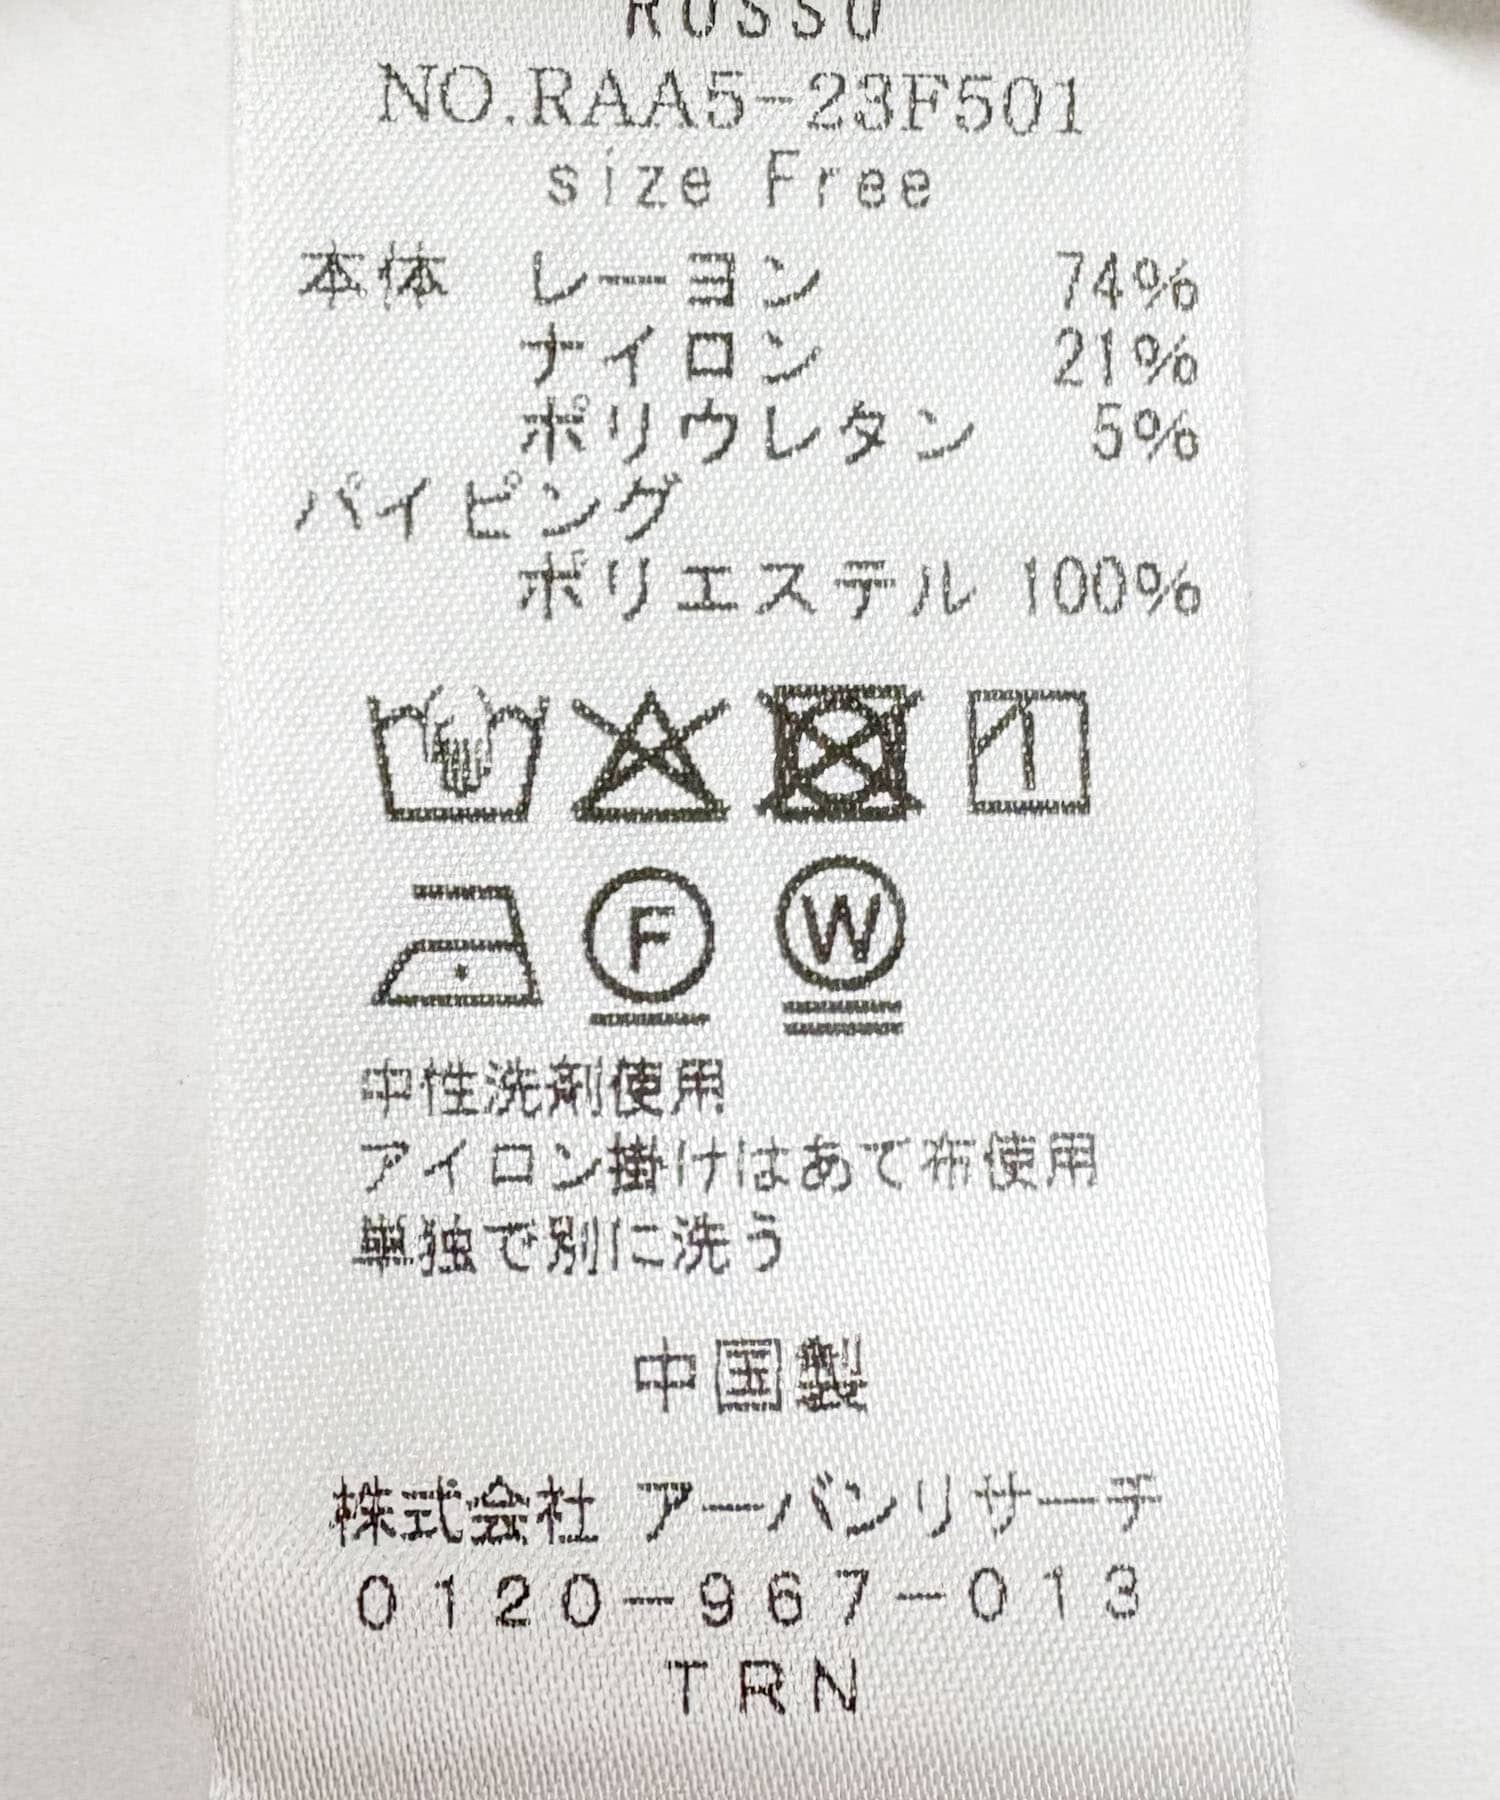 ROSSO
NO.RAA5-23F501
size Free
本体 レーヨン 74%
ナイロン 21%
ポリウレタン 5%
パイピング
ポリエステル 100%
F W
中性洗剤使用
アイロン掛けはあて布使用
単独で別に洗う
中国製
株式会社 アーバンリサーチ
0120-967-013
TRN